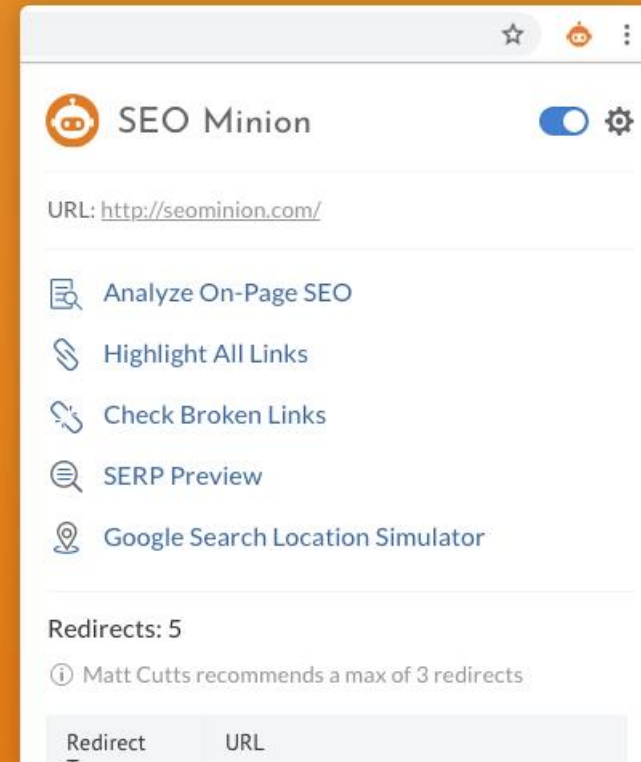 SEO Minion
URL: http://seominion.com/
Analyze On-Page SEO
Highlight All Links
Check Broken Links
SERP Preview
Google Search Location Simulator
Redirects: 5
Matt Cutts recommends a max of 3 redirects
Redirect URL